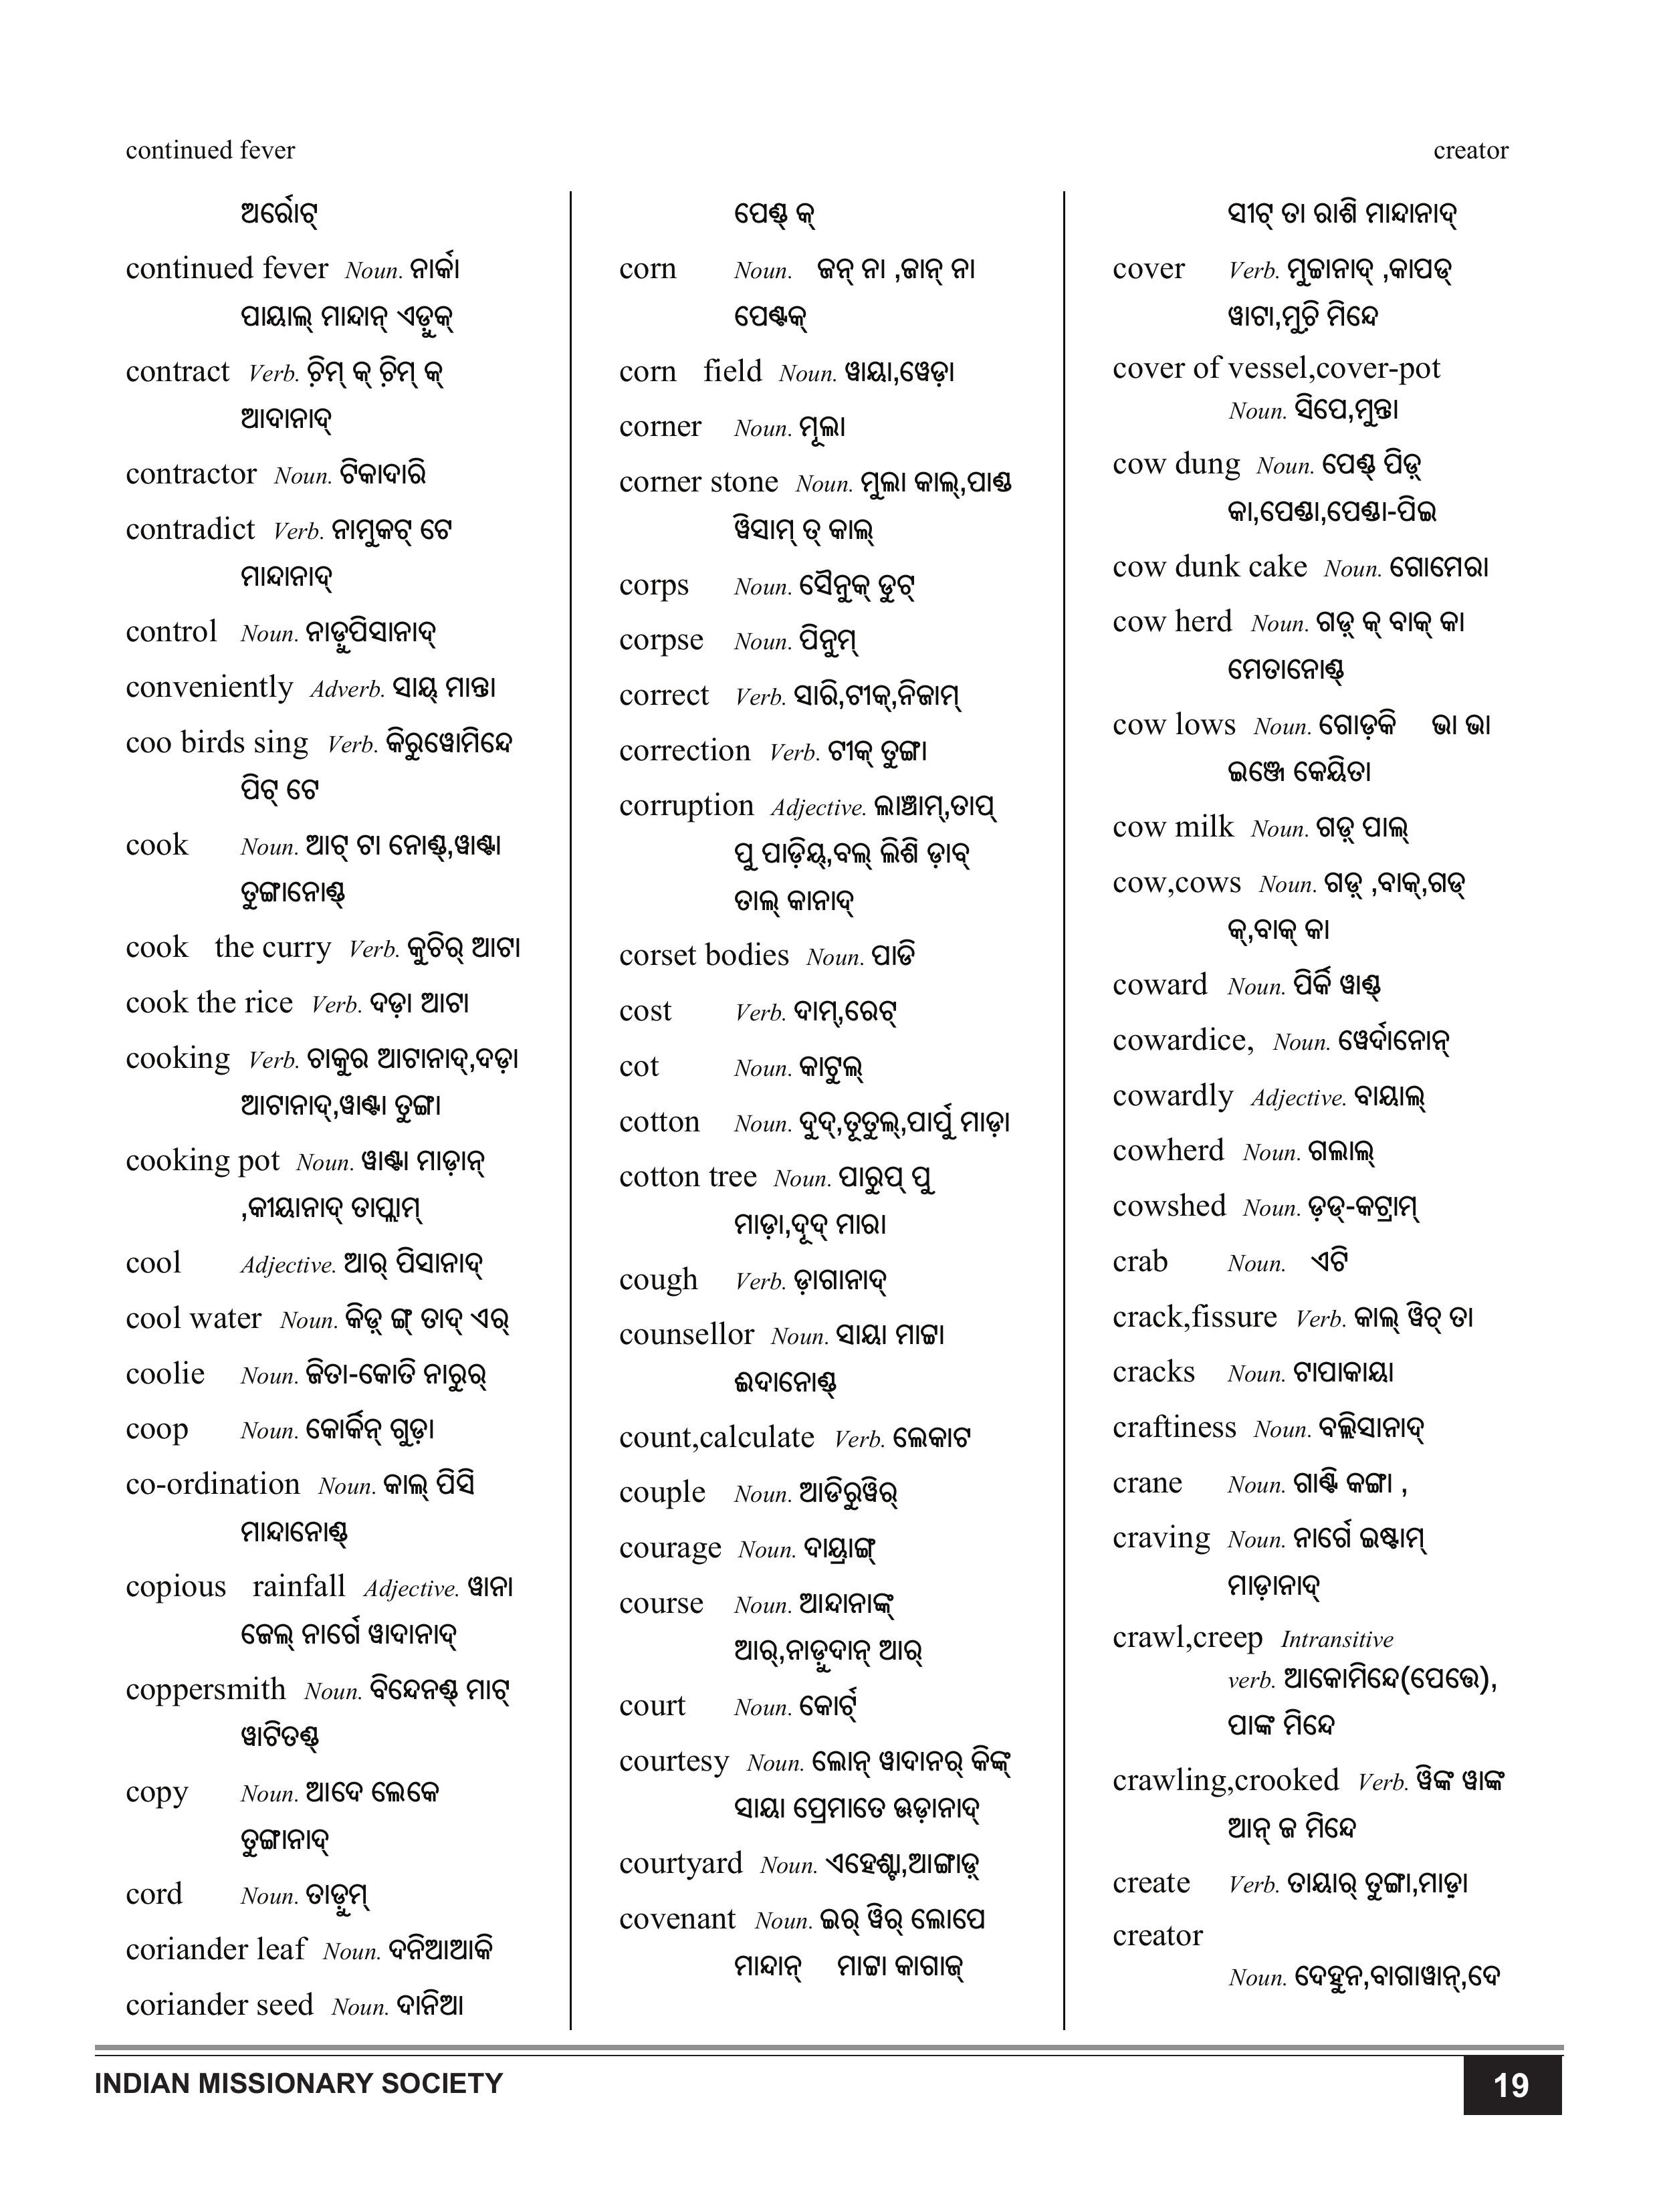 continued fever
creator
ଅର୍ରୋଟ୍
continued fever Noun. ନାର୍କା
ପାୟାଲ୍ ମାନ୍ଦାନ୍ ଏଡ଼ୁକ୍
contract Verb. ଚ଼ିମ୍ କ୍ ଚ଼ିମ୍ କ୍
ଆଦାନାଦ୍
contractor Noun. ଟିକାଦାରି
contradict Verb. ନାମୁକଟ୍ ଟେ
ମାନ୍ଦାନାଦ୍
control Noun. ନାଡ଼ୁପିସାନାଦ୍
conveniently Adverb. ସାୟ୍ ମାନ୍ତା
coo birds sing Verb. କିରୁୱୋମିନ୍ଦେ
ପିଟ୍ ଟେ
cook Noun. ଆଟ୍ ଟା ନୋଣ୍ଡ୍,ୱାଣ୍ଟା
ତୁଙ୍ଗାନୋଣ୍ଡ୍
cook the curry Verb. କୁଚିର୍ ଆଟା
cook the rice Verb. ଦଡ଼ା ଆଟା
cooking Verb. ଚାକୁର ଆଟାନାଦ୍,ଦଡ଼ା
ଆଟାନାଦ୍,ୱାଣ୍ଟା ତୁଙ୍ଗା
cooking pot Noun. ୱାଣ୍ଟା ମାଡ଼ାନ୍
,କୀୟାନାଦ୍ ତାପ୍ଲାମ୍
cool Adjective. ଆର୍ ପିସାନାଦ୍
cool water Noun. କିଡ଼୍ ଙ୍ଗ୍ ତାଦ୍ ଏର୍
coolie Noun. ଜିତା-କୋତି ନାରୁର୍
coop Noun. କୋର୍କିନ୍ ଗୁଡ଼ା
co-ordination Noun. କାଲ୍ ପିସି
ମାନ୍ଦାନୋଣ୍ଡ୍
copious rainfall Adjective. ୱାନା
ଜେଲ୍ ନାର୍ଗେ ୱାଦାନାଦ୍
coppersmith Noun. ବିନ୍ଦେନଣ୍ଡ୍ ମାଟ୍
ୱାଟିତଣ୍ଡ୍
copy Noun. ଆଦେ ଲେକେ
ତୁଙ୍ଗାନାଦ୍
cord Noun. ତାଡ଼ୁମ୍
coriander leaf Noun. ଦନିଆଆକି
coriander seed Noun. ଦାନିଆ
ପେଣ୍ଡ୍ କ୍
corn Noun. ଜନ୍ ନା ,ଜାନ୍ ନା
ପେଣ୍ଟକ୍
corn field Noun. ୱାୟା,ୱେଡ଼ା
corner Noun. ମୂଲା
corner stone Noun. ମୁଲା କାଲ୍,ପାଣ୍ଡ
ୱିସାମ୍ ତ୍ କାଲ୍
corps Noun. ସୈନୁକ୍ ଡୁଟ୍
corpse Noun. ପିନୁମ୍
correct Verb. ସାରି,ଟୀକ୍,ନିଜାମ୍
correction Verb. ଟୀକ୍ ତୁଙ୍ଗା
corruption Adjective. ଲାଞ୍ଚାମ୍,ତାପ୍
ପୁ ପାଡ଼ିୟ୍,ବଲ୍ ଲିଶି ଡ଼ାବ୍
ତାଲ୍ କାନାଦ୍
corset bodies Noun. ପାଡି
cost Verb. ଦାମ୍,ରେଟ୍
cot Noun. କାଟୁଲ୍
cotton Noun. ଦୁଦ୍,ତୂତୁଲ୍,ପାର୍ପୁ ମାଡ଼ା
cotton tree Noun. ପାରୁପ୍ ପୁ
ମାଡ଼ା,ଦୂଦ୍ ମାରା
cough Verb. ଡ଼ାଗାନାଦ୍
counsellor Noun. ସାୟା ମାଟ୍ଟା
ଈଦାନୋଣ୍ଡ୍
count,calculate Verb. ଲେକାଟ
couple Noun. ଆଡିରୁୱିର୍
courage Noun. ଦାୟ୍ରାଙ୍ଗ୍
course Noun. ଆନ୍ଦାନାଙ୍କ୍
ଆର୍,ନାଡ଼ୁଦାନ୍ ଆର୍
court Noun. କୋର୍ଟ୍
courtesy Noun. ଲୋନ୍ ୱାଦାନର୍ କିଙ୍କ୍
ସାୟା ପ୍ରେମାତେ ଊଡ଼ାନାଦ୍
courtyard Noun. ଏହେଣ୍ଟା,ଆଙ୍ଗାଡ଼୍
covenant Noun. ଇର୍ ୱିର୍ ଲୋପେ
ମାନ୍ଦାନ୍ ମାଟ୍ଟା କାଗାଜ୍
ସୀଟ୍ ତା ରାଶି ମାନ୍ଦାନାଦ୍
cover Verb. ମୁଚ୍ଚାନାଦ୍ ,କାପଡ୍
ୱାଟା,ମୁଚ଼ି ମିନ୍ଦେ
cover of vessel,cover-pot
Noun. ସିପେ,ମୁନ୍ତା
cow dung Noun. ପେଣ୍ଡ୍ ପିଡ଼୍
କା,ପେଣ୍ଡା,ପେଣ୍ଡା-ପିଇ
cow dunk cake Noun. ଗୋମେରା
cow herd Noun. ଗଡ଼୍ କ୍ ବାକ୍ କା
ମେତାନୋଣ୍ଡ୍
cow lows Noun. ଗୋଡ଼କି ଭା ଭା
ଇଞ୍ଜେ କେୟିତା
cow milk Noun. ଗଡ଼୍ ପାଲ୍
cow,cows Noun. ଗଡ଼୍ ,ବାକ୍,ଗଡ୍
କ୍,ବାକ୍ କା
coward Noun. ପିର୍କି ୱାଣ୍ଡ୍
cowardice, Noun. ୱେର୍ଦାନୋନ୍
cowardly Adjective. ବାୟାଲ୍
cowherd Noun. ଗଲାଲ୍
cowshed Noun. ଡ଼ଡ୍-କଟ୍ରାମ୍
crab Noun. ଏଟି
crack,fissure Verb. କାଲ୍ ୱିଚ୍ ତା
cracks Noun. ଟାପାକାୟା
craftiness Noun. ବଲ୍ଲିସାନାଦ୍
crane Noun. ଗାଣ୍ଟି କଙ୍ଗା ,
craving Noun. ନାର୍ଗେ ଇଷ୍ଟାମ୍
ମାଡ଼ାନାଦ୍
crawl,creep Intransitive
verb. ଆକୋମିନ୍ଦେ(ପେତ୍ତେ),
ପାଙ୍କ ମିନ୍ଦେ
crawling,crooked Verb. ୱିଙ୍କ ୱାଙ୍କ
ଆନ୍ ଜ ମିନ୍ଦେ
create Verb. ତାୟାର୍ ତୁଙ୍ଗା,ମାଡ଼ା
creator
Noun. ଦେହୁନ,ବାଗାୱାନ୍,ଦେ
INDIAN MISSIONARY SOCIETY
19